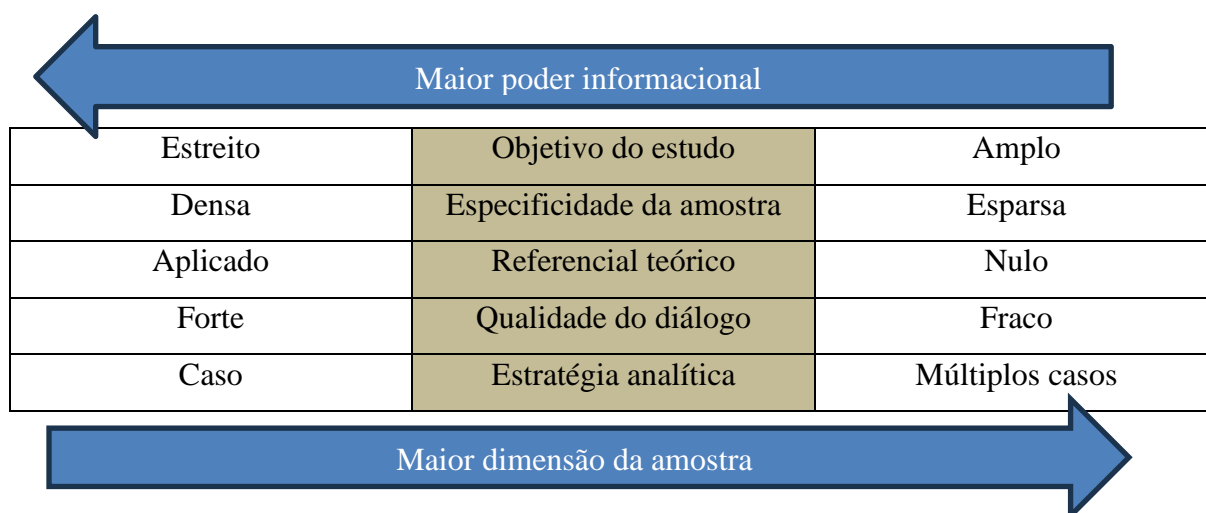 Maior poder informacional
Estreito Objetivo do estudo Amplo
Densa Especificidade da amostra Esparsa
Aplicado Referencial teórico Nulo
Forte Qualidade do diálogo Fraco
Caso Estratégia analítica Múltiplos casos
Maior dimensão da amostra